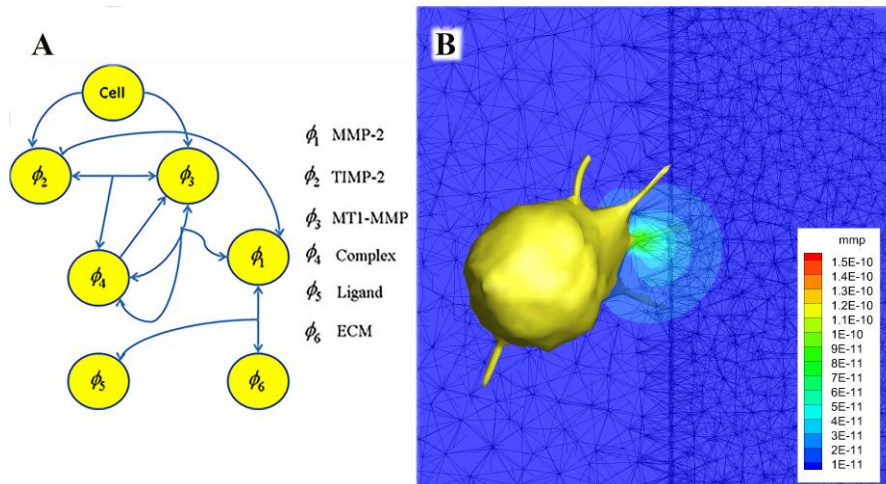 A
B
Cell
ϕ2
ϕ3
ϕ4
ϕ1
ϕ5
ϕ6
ϕ1 MMP-2
ϕ2 TIMP-2
ϕ3 MT1-MMP
ϕ4 Complex
ϕ5 Ligand
ϕ6 ECM
mmp
1.5E-10
1.4E-10
1.3E-10
1.2E-10
1.1E-10
1E-10
9E-11
8E-11
7E-11
6E-11
5E-11
4E-11
3E-11
2E-11
1E-11